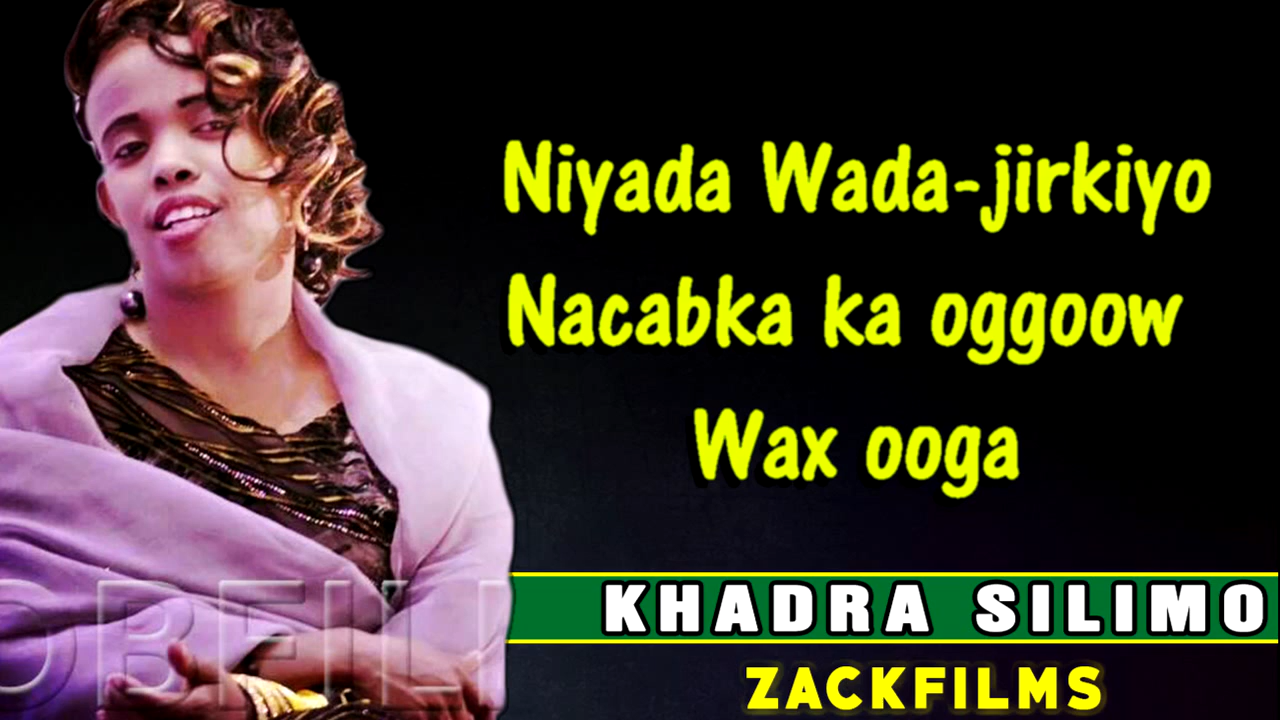 Niyada Wada-jirkiyo
Nacabka ka oggoow
Wax ooga
KHADRA SILIMO
ZACKFILMS